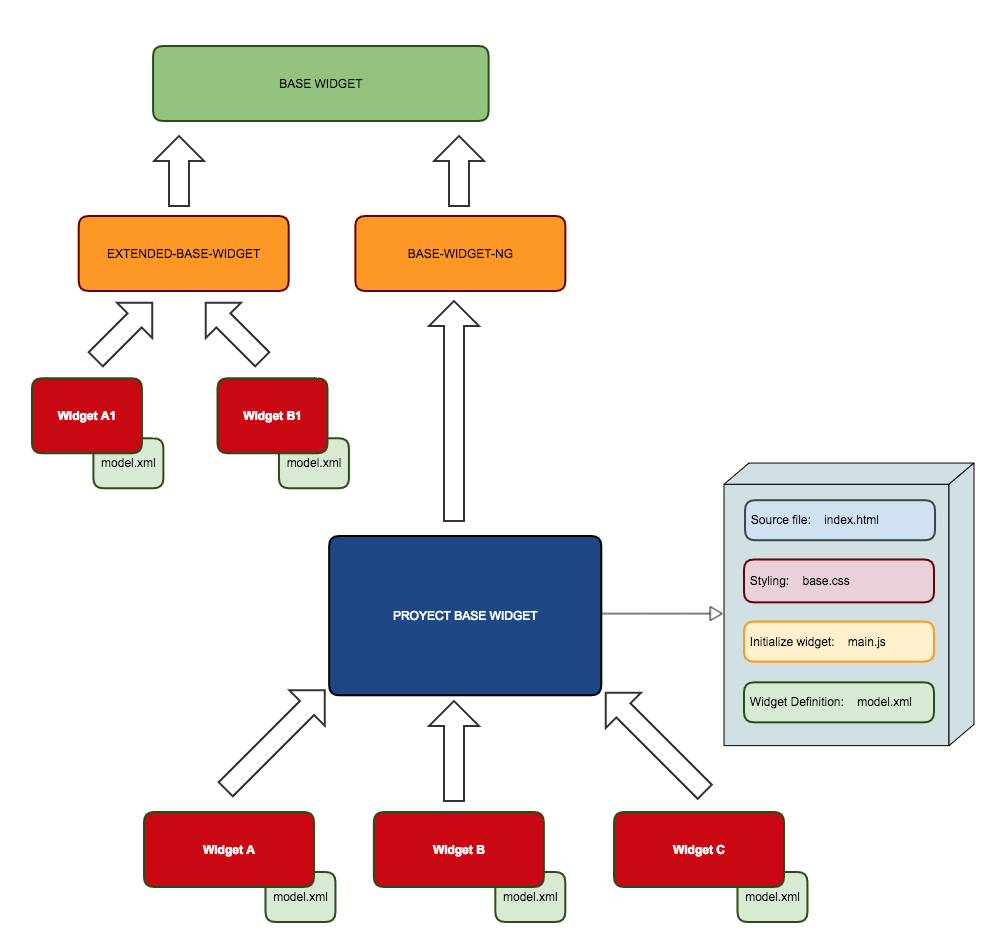 BASE WIDGET
EXTENDED-BASE-WIDGET
BASE-WIDGET-NG
Widget A1
Widget B1
model.xml
model.xml
Source file: index.html
Styling: base.css
PROYECT BASE WIDGET
Initialize widget: main.js
Widget Definition: model.xml
Widget A
Widget B
Widget C
model.xml
model.xml
model.xml